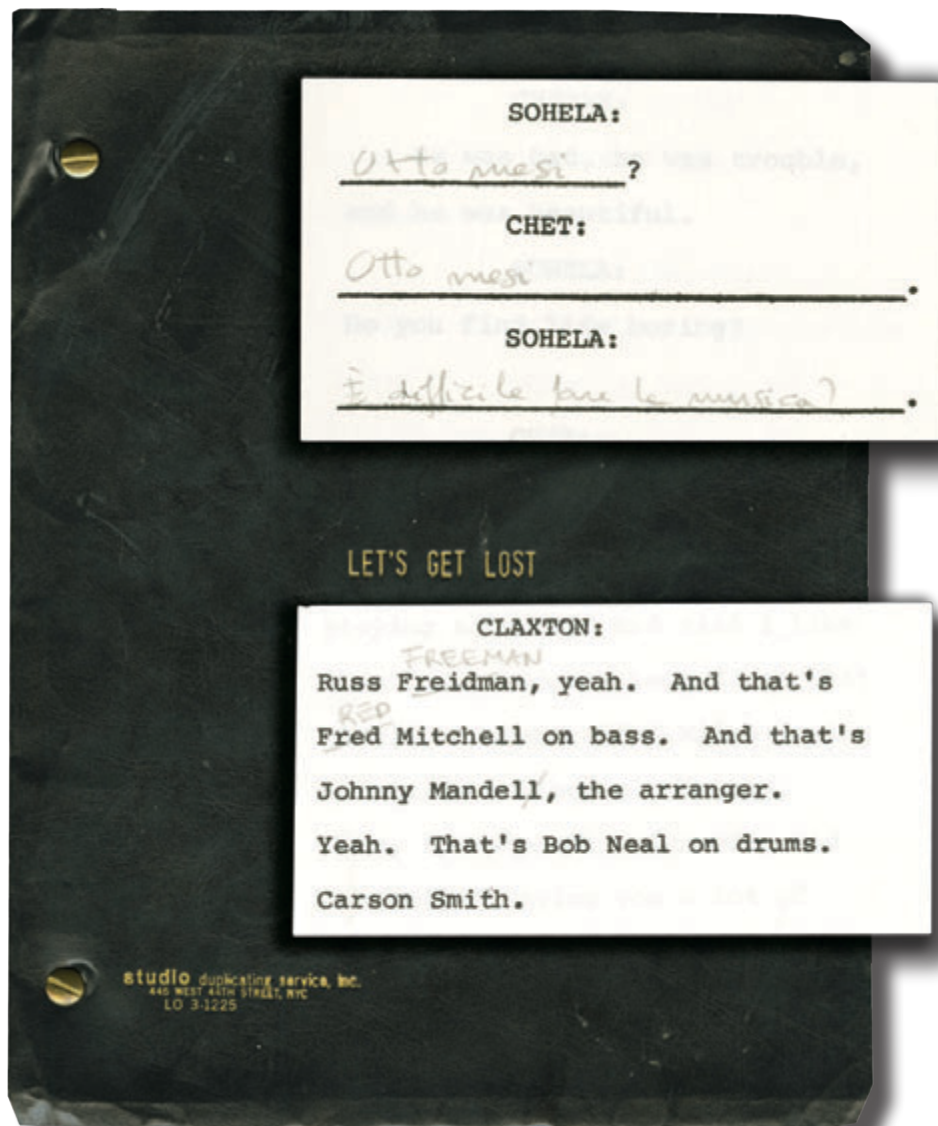 SOHELA:
Otto mesi ?
CHET:
Otto mesi .
SOHELA:
È difficile fare la musica? .
LET'S GET LOST
CLAXTON:
FREEMAN
Russ Freidman, yeah. And that's
RED
Fred Mitchell on bass. And that's
Johnny Mandell, the arranger.
Yeah. That's Bob Neal on drums.
Carson Smith.
studio duplicating service, inc.
446 WEST 44TH STREET, NYC
LO 3-1225